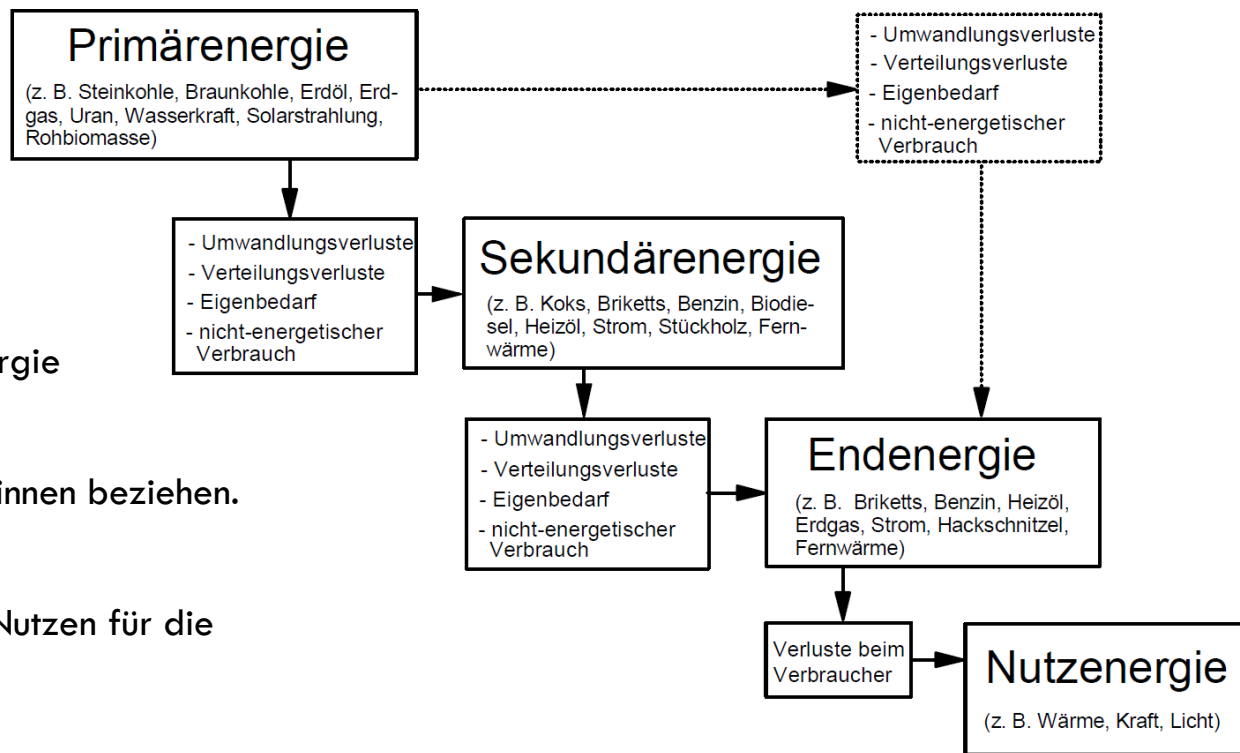 Primärenergie
(z. B. Steinkohle, Braunkohle, Erdöl, Erd-
gas, Uran, Wasserkraft, Solarstrahlung,
Rohbiomasse)
- Umwandlungsverluste
- Verteilungsverluste
- Eigenbedarf
- nicht-energetischer
Verbrauch
- Umwandlungsverluste
- Verteilungsverluste
- Eigenbedarf
- nicht-energetischer
Verbrauch
Sekundärenergie
(z. B. Koks, Briketts, Benzin, Biodie-
sel, Heizöl, Strom, Stückholz, Fern-
wärme)
rgie
innen beziehen.
Nutzen für die
- Umwandlungsverluste
- Verteilungsverluste
- Eigenbedarf
- nicht-energetischer
Verbrauch
Endenergie
(z. B. Briketts, Benzin, Heizöl,
Erdgas, Strom, Hackschnitzel,
Fernwärme)
Verluste beim
Verbraucher
Nutzenergie
(z. B. Wärme, Kraft, Licht)